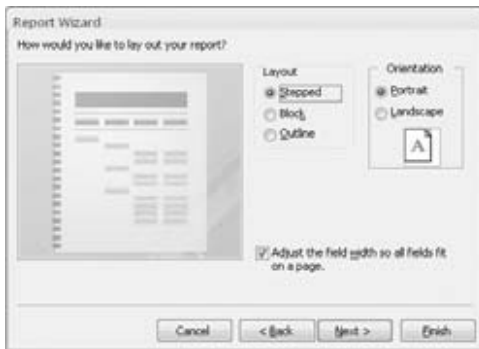 Report Wizard
How would you like to lay out your report?
Layout
Stepped
Block
Outline
Orientation
Portrait
Landscape
A
Adjust the field width so all fields fit
on a page.
Cancel
< Back
Next >
Finish